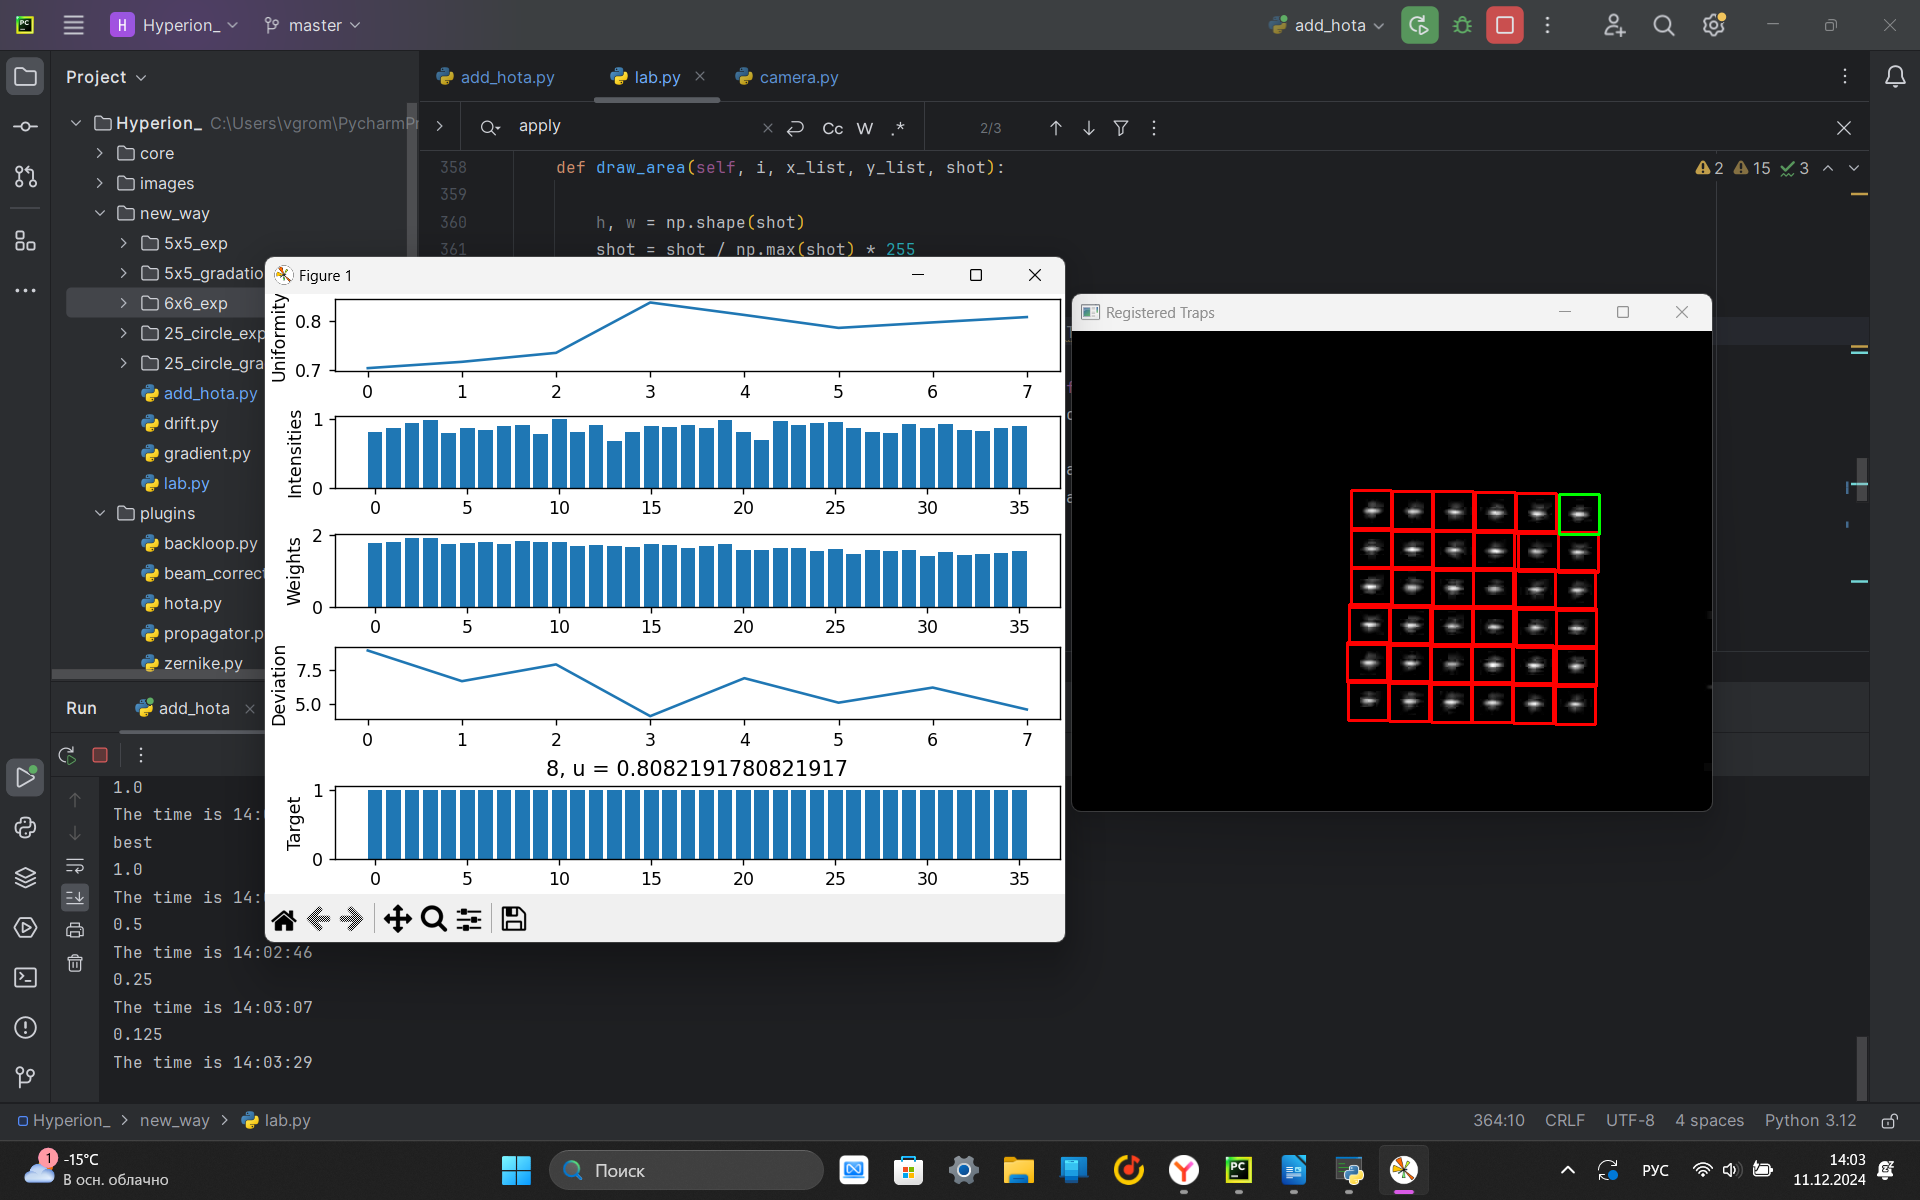 H Hyperion_ master add_hota
Project
add_hota.py lab.py camera.py
Hyperion_ C:\Users\vgrom\PycharmPr
core
images
new_way
5x5_exp
5x5_gradatio
6x6_exp
25_circle_exp
25_circle_gra
add_hota.py
drift.py
gradient.py
lab.py
plugins
backloop.py
beam_correct
hota.py
propagator.p
zernike.py
apply Cc W .* 2/3
358 def draw_area(self, i, x_list, y_list, shot): 2 15 3
359
360 h, w = np.shape(shot)
361 shot = shot / np.max(shot) * 255
Figure 1
Uniformity
0.8
0.7
0 1 2 3 4 5 6 7
Intensities
1
0
0 5 10 15 20 25 30 35
Weights
2
0
0 5 10 15 20 25 30 35
Deviation
7.5
5.0
0 1 2 3 4 5 6 7
8, u = 0.8082191780821917
Target
1
0
0 5 10 15 20 25 30 35
Registered Traps
Run add_hota
1.0
The time is 14:
best
1.0
The time is 14:
0.5
The time is 14:02:46
0.25
The time is 14:03:07
0.125
The time is 14:03:29
Hyperion_ > new_way > lab.py 364:10 CRLF UTF-8 4 spaces Python 3.12
1 -15°C
В осн. облачно
Поиск
РУС
14:03
11.12.2024